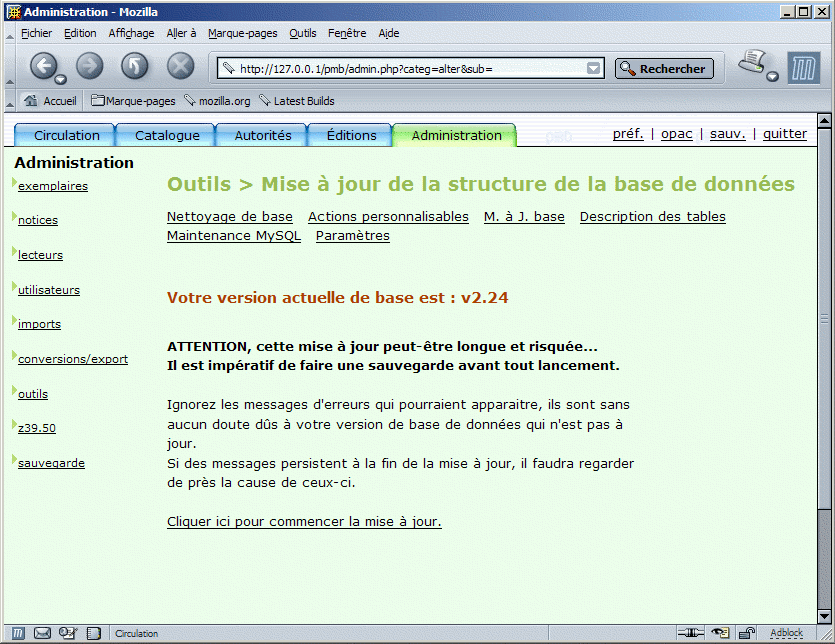 Administration - Mozilla
Fichier Edition Affichage Aller à Marque-pages Outils Fenêtre Aide
http://127.0.0.1/pmb/admin.php?categ=alter&sub= Rechercher
Accueil Marque-pages mozilla.org Latest Builds
Circulation Catalogue Autorités Éditions Administration pmb préf. | opac | sauv. | quitter
Administration
exemplaires
notices
lecteurs
utilisateurs
imports
conversions/export
outils
z39.50
sauvegarde
Outils > Mise à jour de la structure de la base de données
Nettoyage de base Actions personnalisables M. à J. base Description des tables
Maintenance MySQL Paramètres
Votre version actuelle de base est : v2.24
ATTENTION, cette mise à jour peut-être longue et risquée...
Il est impératif de faire une sauvegarde avant tout lancement.
Ignorez les messages d'erreurs qui pourraient apparaitre, ils sont sans
aucun doute dûs à votre version de base de données qui n'est pas à
jour.
Si des messages persistent à la fin de la mise à jour, il faudra regarder
de près la cause de ceux-ci.
Cliquer ici pour commencer la mise à jour.
Circulation Adblock